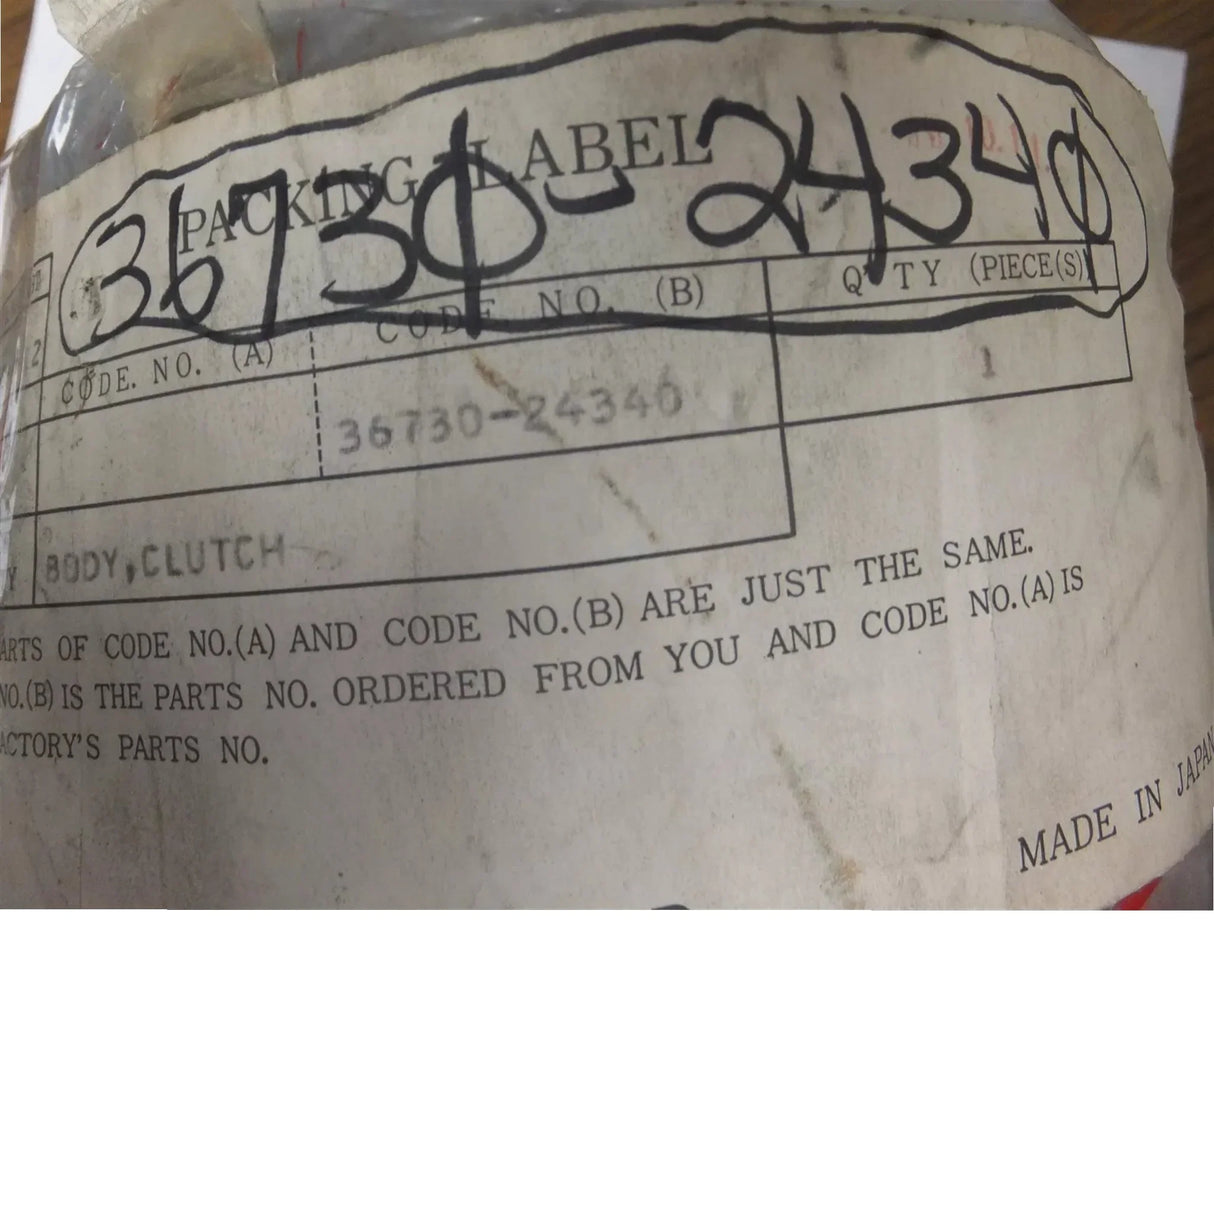 36730-24340
PACKING LABEL
CODE. NO. (A) CODE NO. (B) Q'TY (PIECE(S)
2
36730-24340 1
BODY,CLUTCH
ARTS OF CODE NO.(A) AND CODE NO.(B) ARE JUST THE SAME.
NO.(B) IS THE PARTS NO. ORDERED FROM YOU AND CODE NO.(A) IS
ACTORY'S PARTS NO.
MADE IN JAPAN